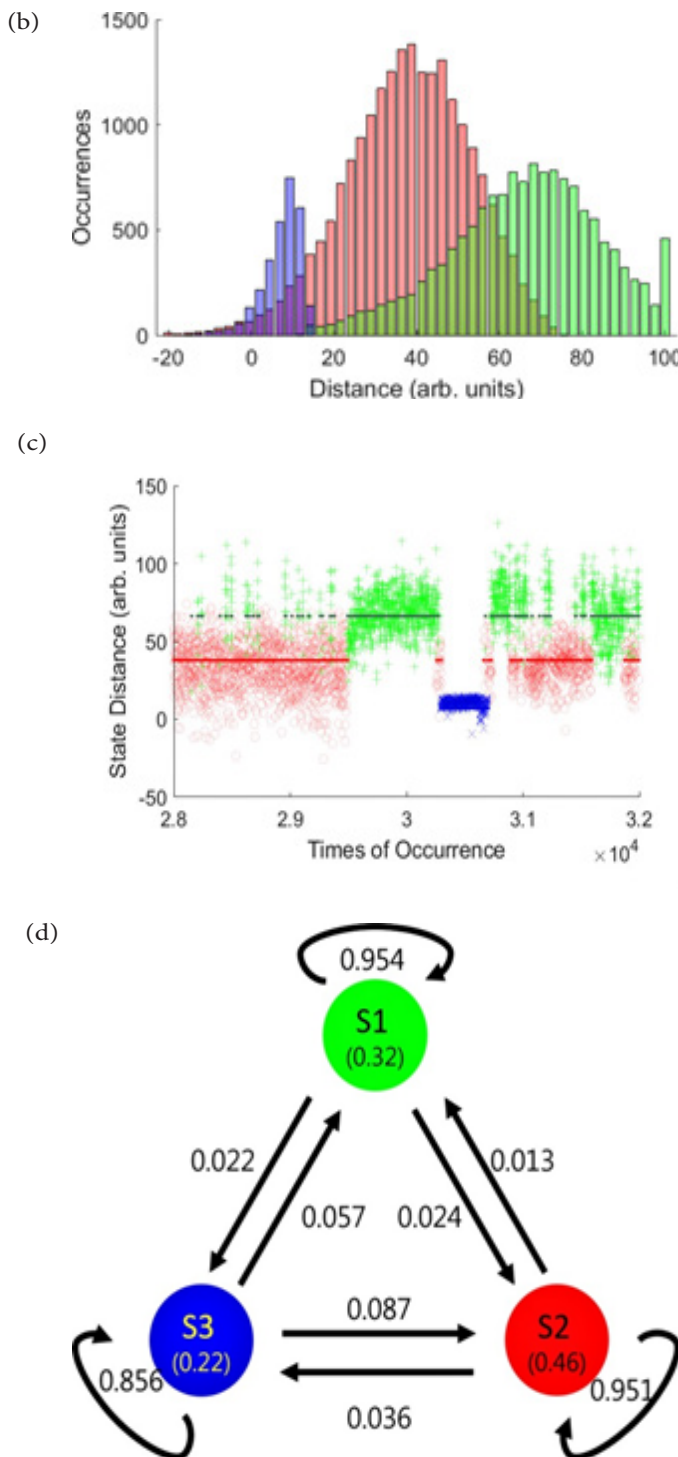 (b)
1500
1000
500
0
Occurrences
-20 0 20 40 60 80 100
Distance (arb. units)
(c)
150
100
50
0
-50
State Distance (arb. units)
2.8 2.9 3 3.1 3.2
Times of Occurrence
×10^4
(d)
0.954
S1
(0.32)
0.022
0.013
0.057
0.024
S3
(0.22)
0.087
S2
(0.46)
0.856
0.951
0.036